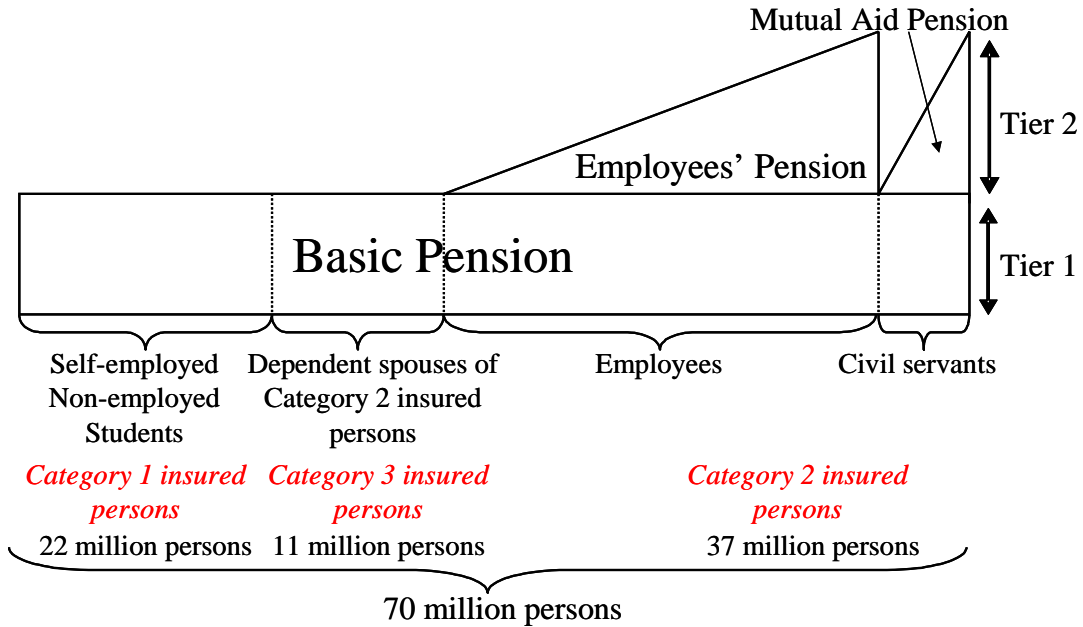 Mutual Aid Pension
Tier 2
Employees' Pension
Basic Pension
Tier 1
Self-employed
Non-employed
Students
Dependent spouses of
Category 2 insured
persons
Employees
Civil servants
Category 1 insured
persons
Category 3 insured
persons
Category 2 insured
persons
22 million persons
11 million persons
37 million persons
70 million persons